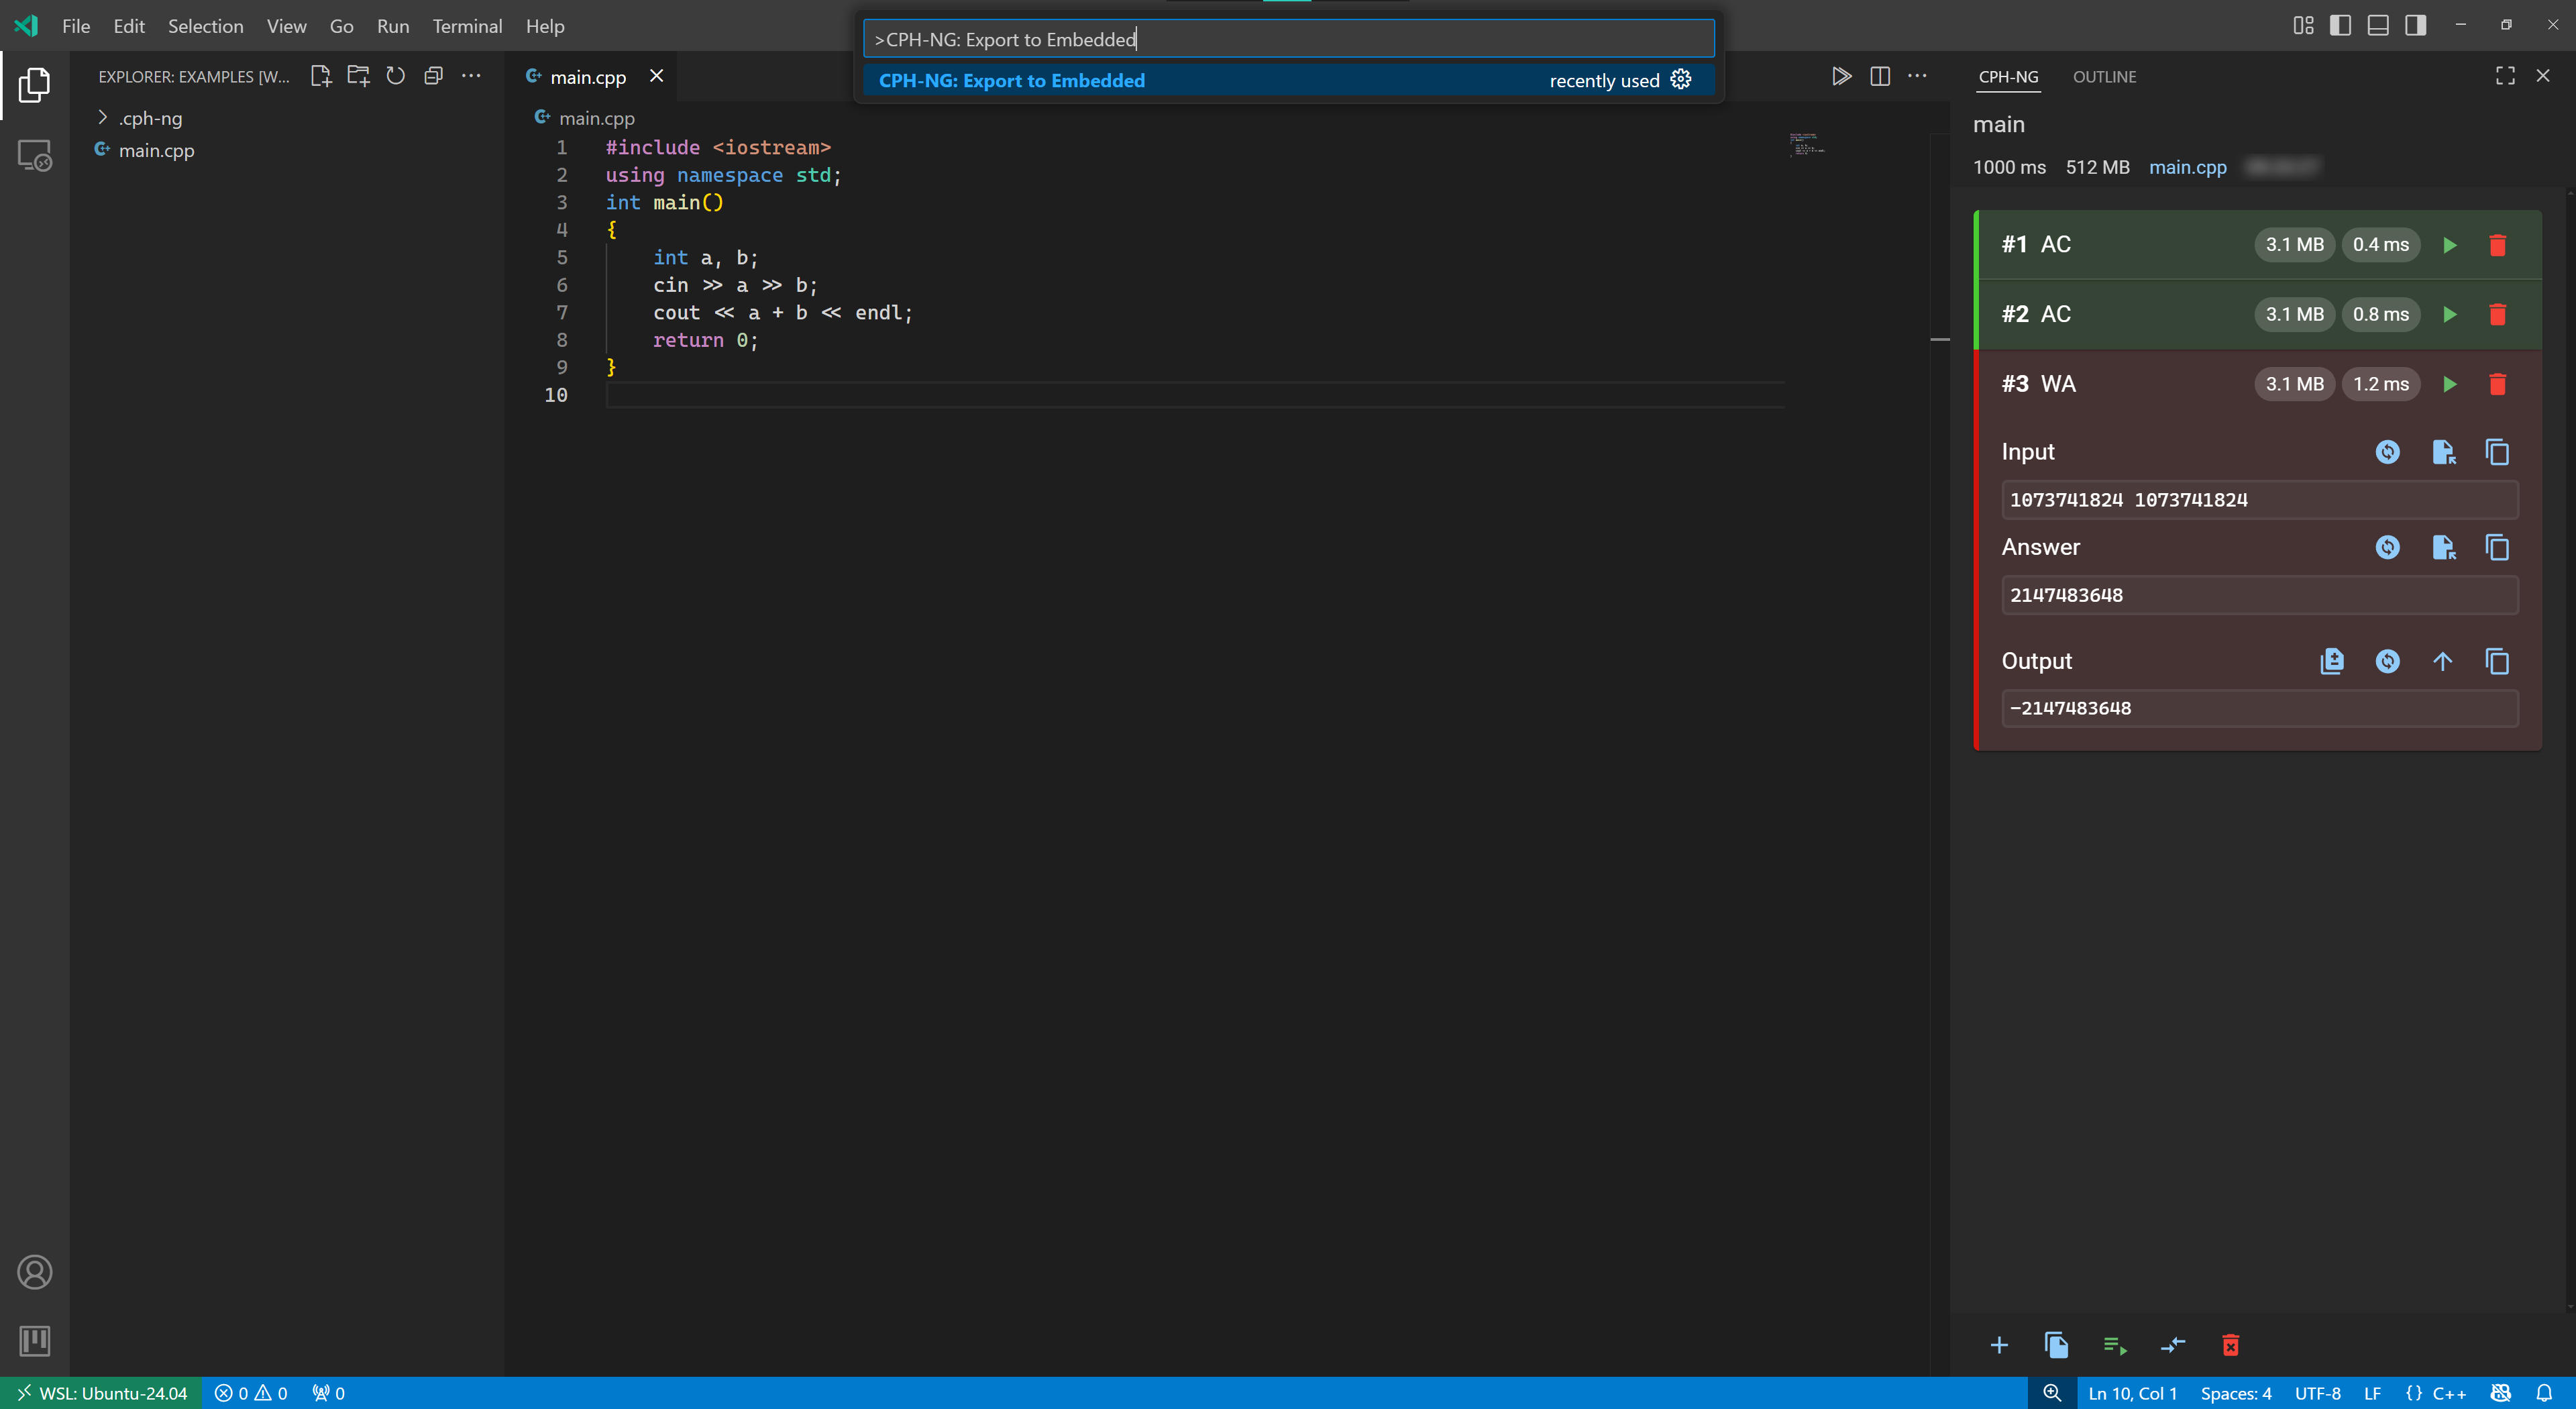 File Edit Selection View Go Run Terminal Help
>CPH-NG: Export to Embedded
CPH-NG: Export to Embedded recently used
EXPLORER: EXAMPLES [W...
.cph-ng
main.cpp
main.cpp
main.cpp
1 #include <iostream>
2 using namespace std;
3 int main()
4 {
5 int a, b;
6 cin >> a >> b;
7 cout << a + b << endl;
8 return 0;
9 }
10
CPH-NG OUTLINE
main
1000 ms 512 MB main.cpp
#1 AC 3.1 MB 0.4 ms
#2 AC 3.1 MB 0.8 ms
#3 WA 3.1 MB 1.2 ms
Input
1073741824 1073741824
Answer
2147483648
Output
-2147483648
WSL: Ubuntu-24.04 0 0 0 Ln 10, Col 1 Spaces: 4 UTF-8 LF {} C++